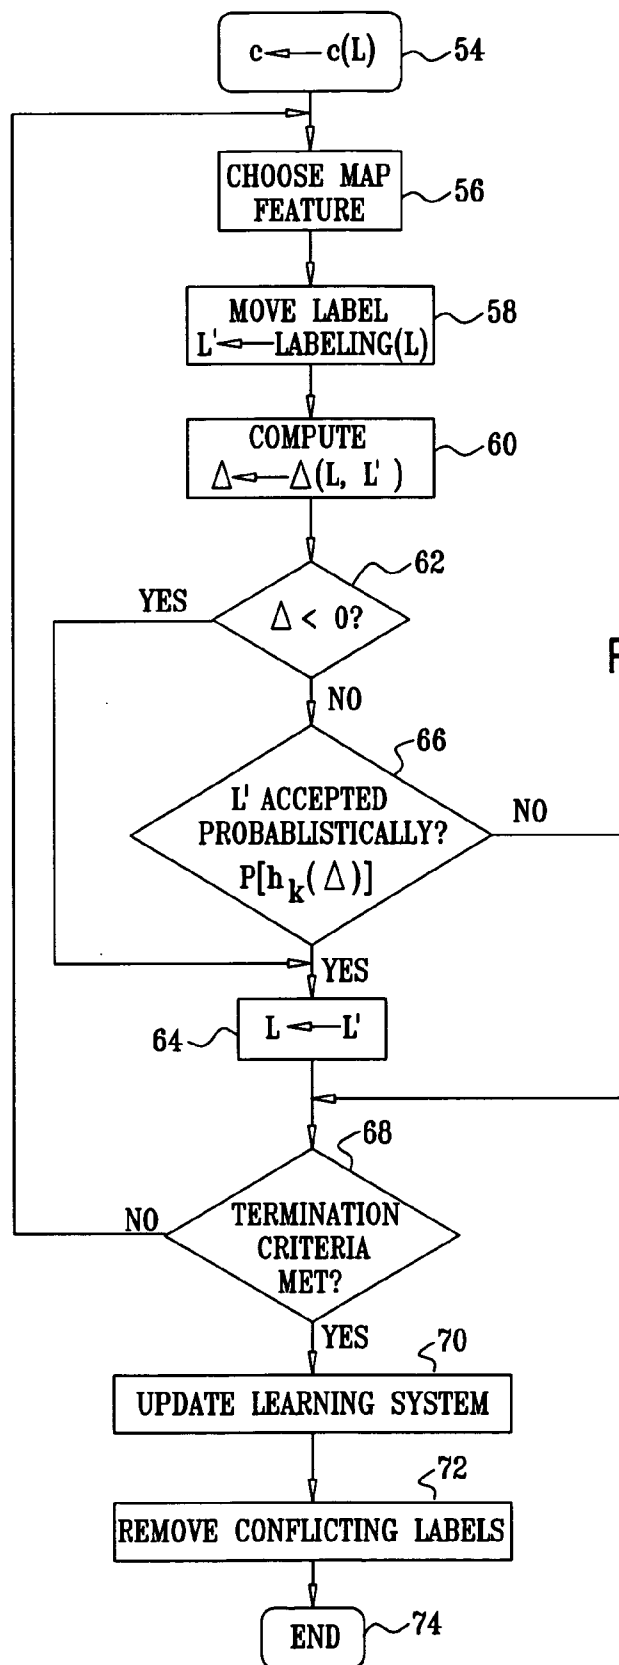 c ← c(L)
54
CHOOSE MAP
FEATURE
56
MOVE LABEL
L' ← LABELING(L)
58
COMPUTE
Δ ← Δ(L, L')
60
62
YES
Δ < 0?
F
NO
66
L' ACCEPTED
PROBABLISTICALLY?
P[h_k(Δ)]
NO
YES
L ← L'
64
68
NO
TERMINATION
CRITERIA
MET?
YES
70
UPDATE LEARNING SYSTEM
72
REMOVE CONFLICTING LABELS
END
74